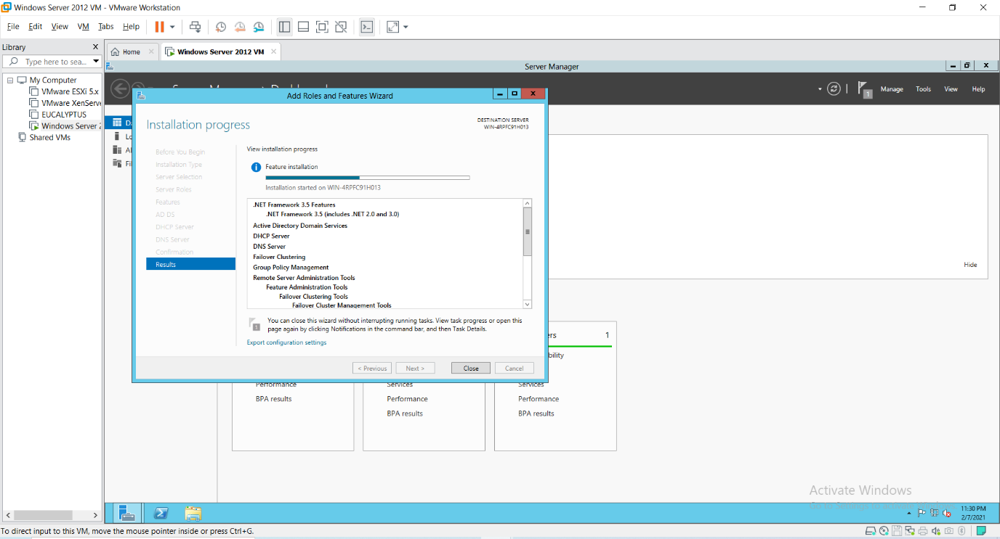 Windows Server 2012 VM - VMware Workstation
File Edit View VM Tabs Help
Library
Type here to sea...
My Computer
VMware ESXi 5.x
VMware XenServe
EUCALYPTUS
Windows Server 2
Shared VMs
Home
Windows Server 2012 VM
Server Manager
1
Manage Tools View Help
Add Roles and Features Wizard
Installation progress
DESTINATION SERVER
WIN-4RPFC91H013
Before You Begin
Installation Type
Server Selection
Server Roles
Features
AD DS
DHCP Server
DNS Server
Confirmation
Results
View installation progress
Feature installation
Installation started on WIN-4RPFC91H013
.NET Framework 3.5 Features
.NET Framework 3.5 (includes .NET 2.0 and 3.0)
Active Directory Domain Services
DHCP Server
DNS Server
Failover Clustering
Group Policy Management
Remote Server Administration Tools
Feature Administration Tools
Failover Clustering Tools
Failover Cluster Management Tools
You can close this wizard without interrupting running tasks. View task progress or open this
page again by clicking Notifications in the command bar, and then Task Details.
Export configuration settings
< Previous
Next >
Close
Cancel
Hide
ers 1
bility
Performance
BPA results
Services
Performance
BPA results
Services
Performance
BPA results
Activate Windows
11:30 PM
2/7/2021
To direct input to this VM, move the mouse pointer inside or press Ctrl+G.